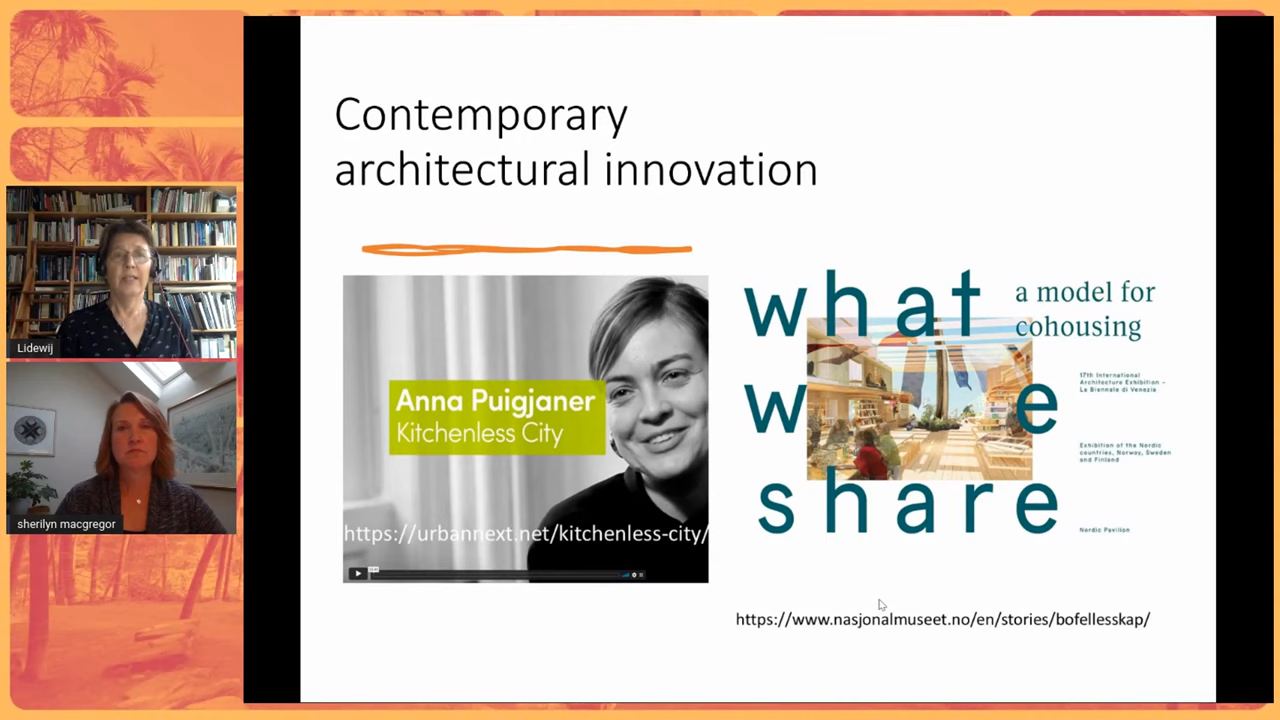 Contemporary
architectural innovation
Anna Puigjaner
Kitchenless City
https://urbannext.net/kitchenless-city/
what
we
share
a model for
cohousing
17th International
Architecture Exhibition –
La Biennale di Venezia
Exhibition of the Nordic
countries, Norway, Sweden
and Finland
Nordic Pavilion
https://www.nasjonalmuseet.no/en/stories/bofellesskap/
Lidewij
sherilyn macgregor